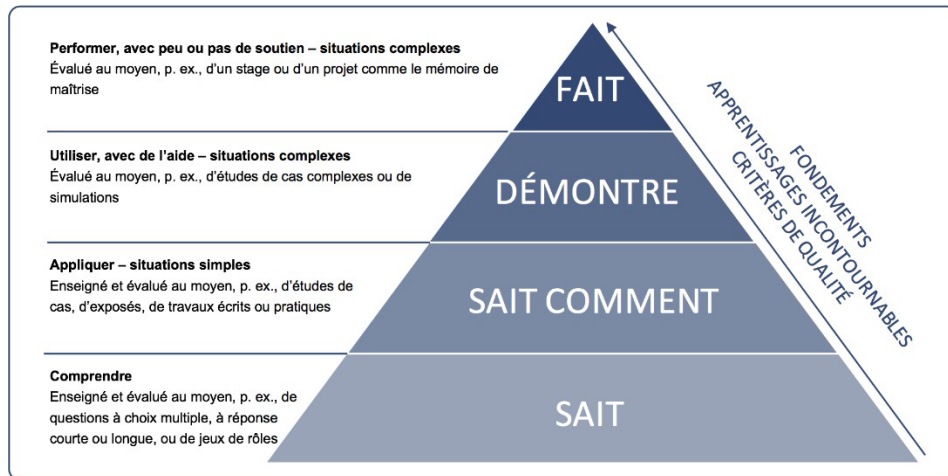 Performer, avec peu ou pas de soutien – situations complexes
Évalué au moyen, p. ex., d'un stage ou d'un projet comme le mémoire de
maîtrise
FAIT
Utiliser, avec de l'aide – situations complexes
Évalué au moyen, p. ex., d'études de cas complexes ou de
simulations
DÉMONTRE
Appliquer – situations simples
Enseigné et évalué au moyen, p. ex., d'études de
cas, d'exposés, de travaux écrits ou pratiques
SAIT COMMENT
Comprendre
Enseigné et évalué au moyen, p. ex., de
questions à choix multiple, à réponse
courte ou longue, ou de jeux de rôles
SAIT
FONDEMENTS
APPRENTISSAGES INCONTOURNABLES
CRITÈRES DE QUALITÉ